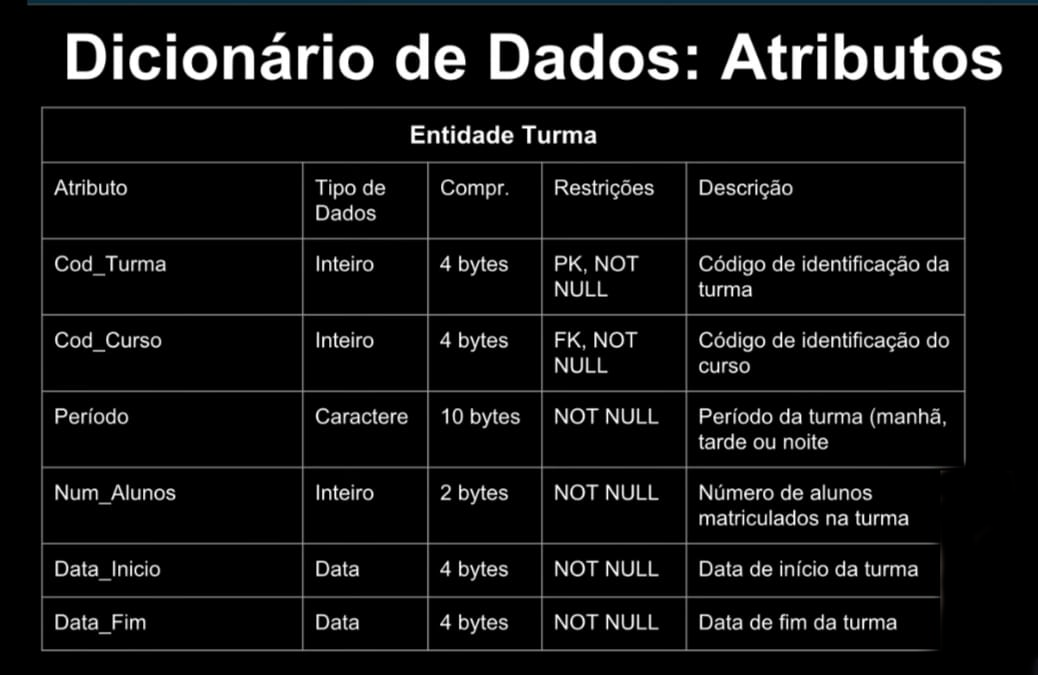 Dicionário de Dados: Atributos
Entidade Turma
Atributo
Tipo de
Dados
Compr.
Restrições
Descrição
Cod_Turma
Inteiro
4 bytes
PK, NOT
NULL
Código de identificação da
turma
Cod_Curso
Inteiro
4 bytes
FK, NOT
NULL
Código de identificação do
curso
Período
Caractere
10 bytes
NOT NULL
Período da turma (manhã,
tarde ou noite
Num_Alunos
Inteiro
2 bytes
NOT NULL
Número de alunos
matriculados na turma
Data_Inicio
Data
4 bytes
NOT NULL
Data de início da turma
Data_Fim
Data
4 bytes
NOT NULL
Data de fim da turma